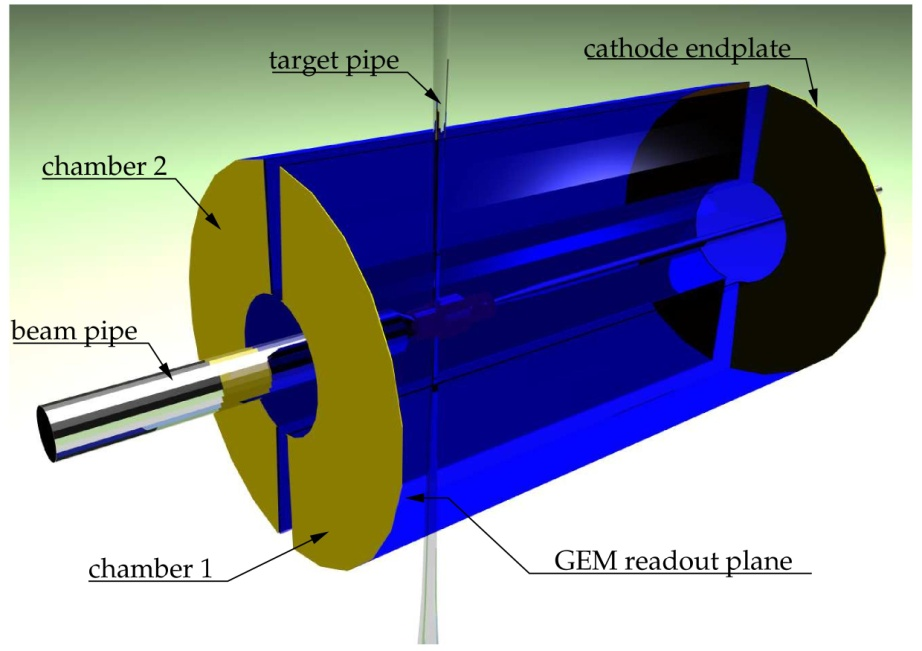 target pipe
cathode endplate
chamber 2
beam pipe
chamber 1
GEM readout plane